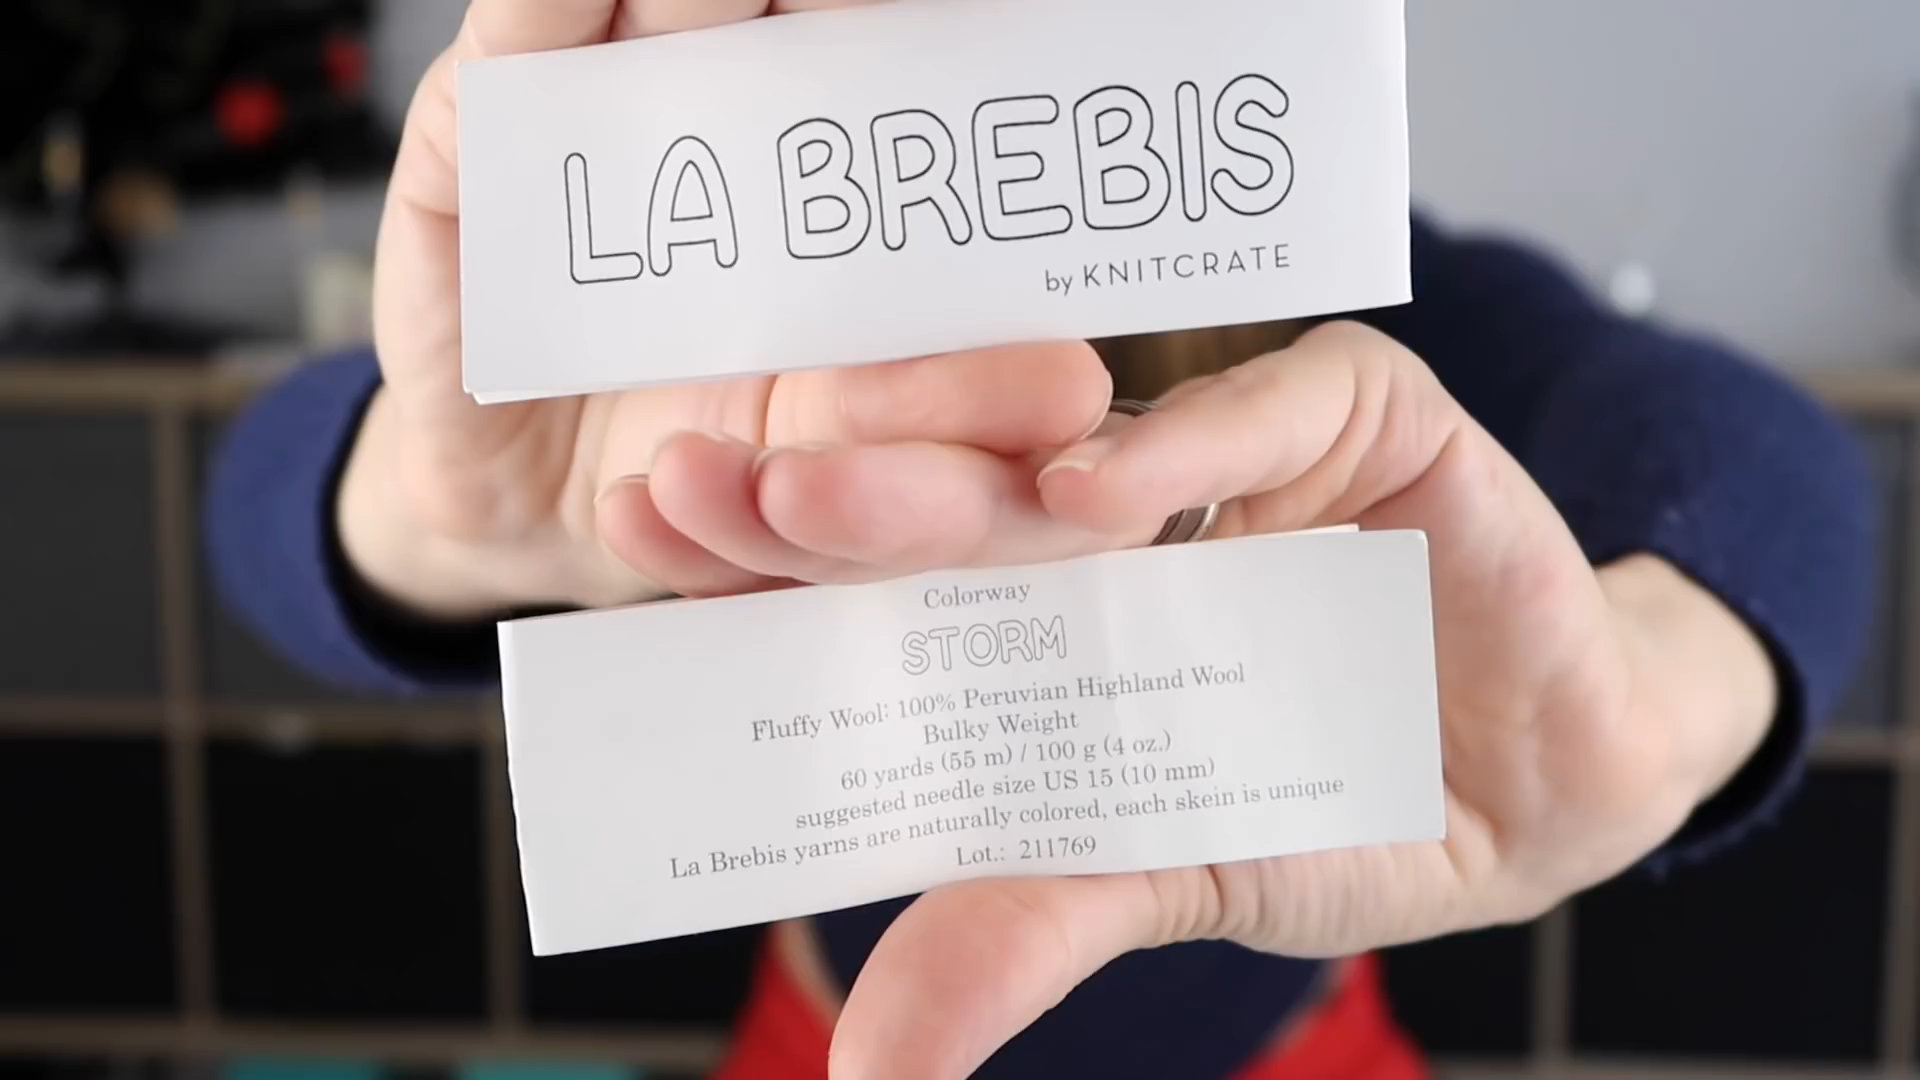 LA BREBIS
by KNITCRATE
Colorway
STORM
Fluffy Wool: 100% Peruvian Highland Wool
Bulky Weight
60 yards (55 m) / 100 g (4 oz.)
suggested needle size US 15 (10 mm)
La Brebis yarns are naturally colored, each skein is unique
Lot.: 211769